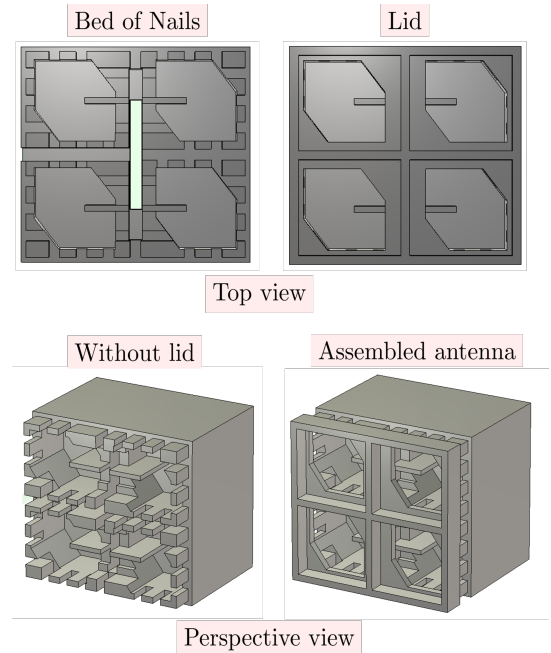 Bed of Nails
Lid
Top view
Without lid
Assembled antenna
Perspective view